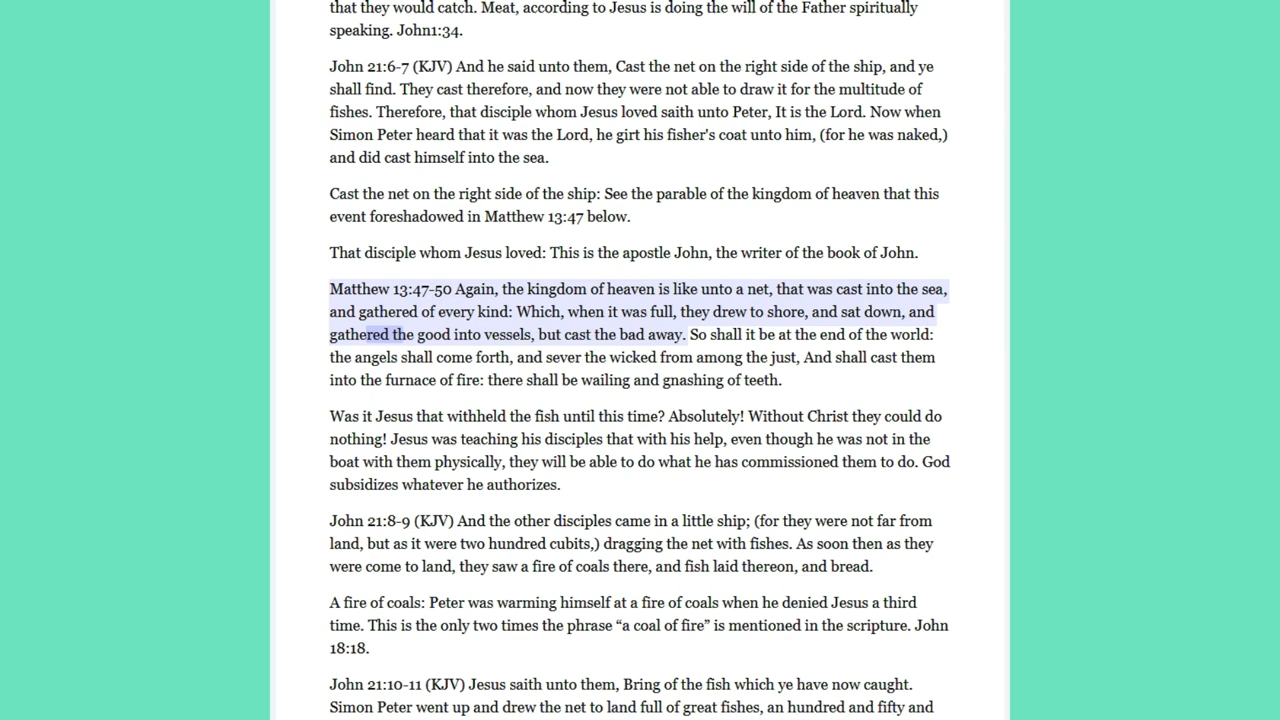 that they would catch. Meat, according to Jesus is doing the will of the Father spiritually
speaking. John1:34.
John 21:6-7 (KJV) And he said unto them, Cast the net on the right side of the ship, and ye
shall find. They cast therefore, and now they were not able to draw it for the multitude of
fishes. Therefore, that disciple whom Jesus loved saith unto Peter, It is the Lord. Now when
Simon Peter heard that it was the Lord, he girt his fisher's coat unto him, (for he was naked,)
and did cast himself into the sea.
Cast the net on the right side of the ship: See the parable of the kingdom of heaven that this
event foreshadowed in Matthew 13:47 below.
That disciple whom Jesus loved: This is the apostle John, the writer of the book of John.
Matthew 13:47-50 Again, the kingdom of heaven is like unto a net, that was cast into the sea,
and gathered of every kind: Which, when it was full, they drew to shore, and sat down, and
gathered the good into vessels, but cast the bad away. So shall it be at the end of the world:
the angels shall come forth, and sever the wicked from among the just, And shall cast them
into the furnace of fire: there shall be wailing and gnashing of teeth.
Was it Jesus that withheld the fish until this time? Absolutely! Without Christ they could do
nothing! Jesus was teaching his disciples that with his help, even though he was not in the
boat with them physically, they will be able to do what he has commissioned them to do. God
subsidizes whatever he authorizes.
John 21:8-9 (KJV) And the other disciples came in a little ship; (for they were not far from
land, but as it were two hundred cubits,) dragging the net with fishes. As soon then as they
were come to land, they saw a fire of coals there, and fish laid thereon, and bread.
A fire of coals: Peter was warming himself at a fire of coals when he denied Jesus a third
time. This is the only two times the phrase “a coal of fire” is mentioned in the scripture. John
18:18.
John 21:10-11 (KJV) Jesus saith unto them, Bring of the fish which ye have now caught.
Simon Peter went up and drew the net to land full of great fishes, an hundred and fifty and